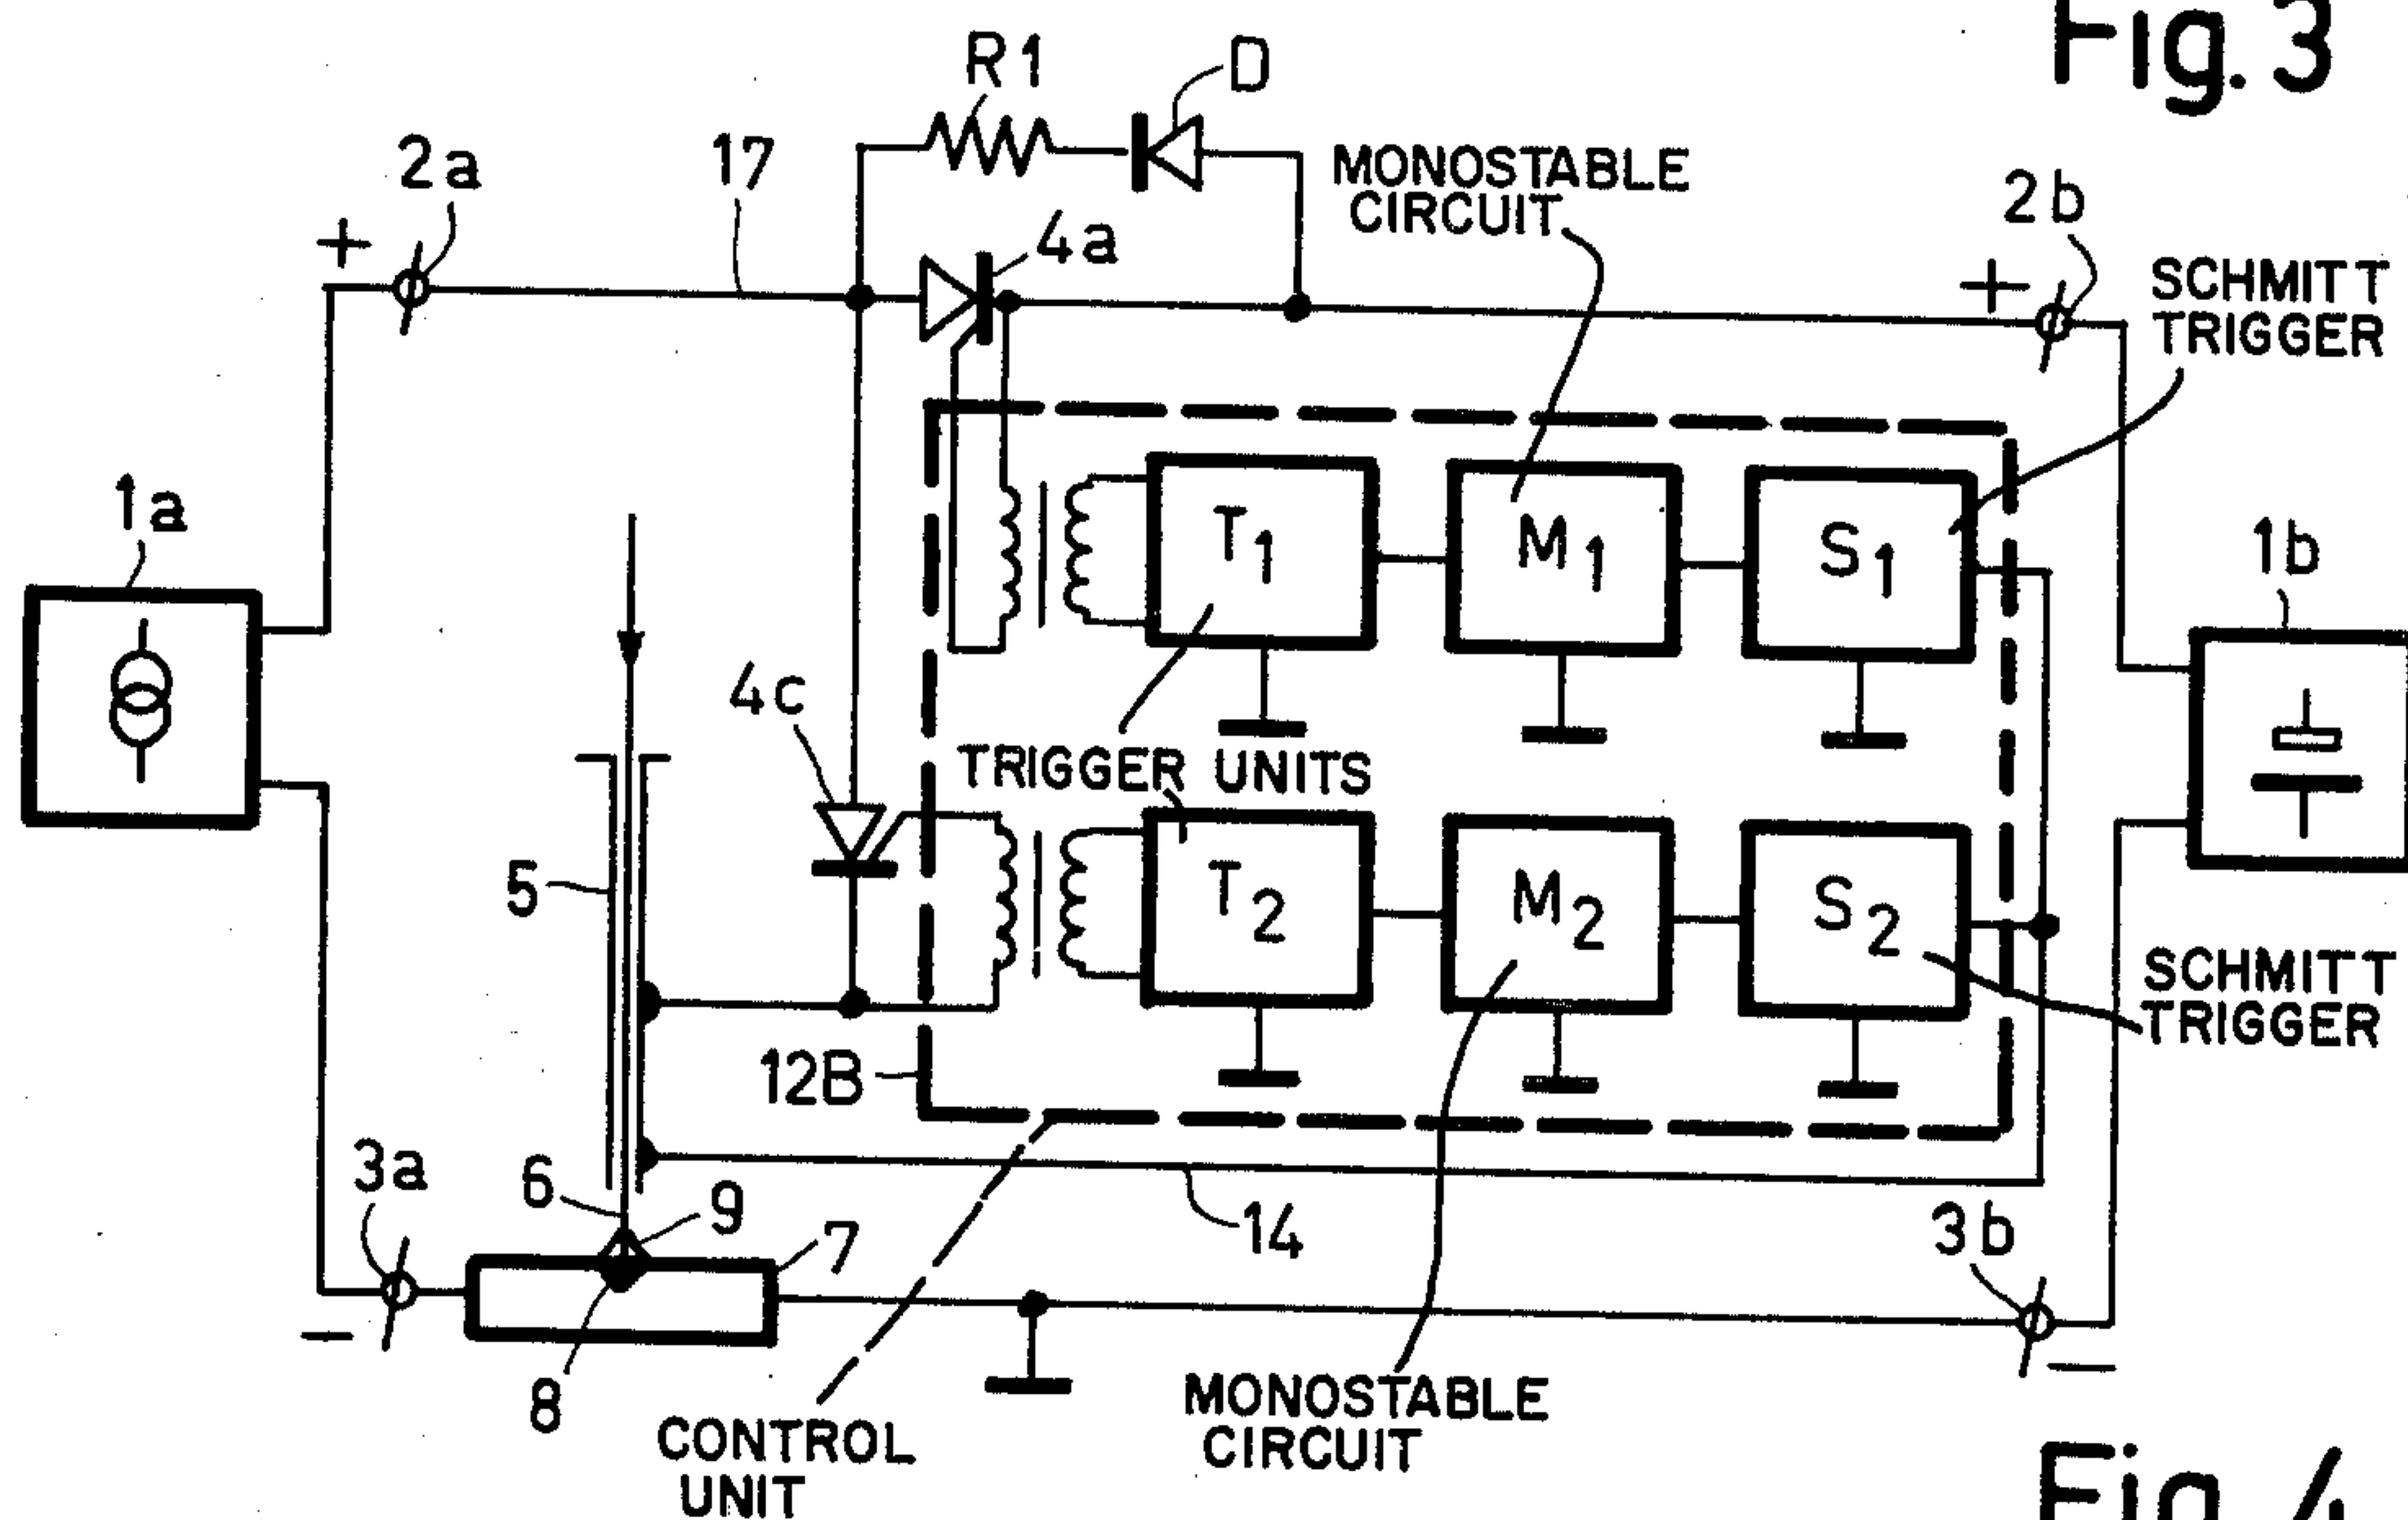 Fig. 3
R1
D
2a
17
4a
MONOSTABLE
CIRCUIT
2b
+
+
SCHMITT
TRIGGER
1a
T1
M1
S1
1b
4c
TRIGGER UNITS
5
T2
M2
S2
SCHMITT
TRIGGER
12B
3a
6
9
7
14
3b
−
−
8
CONTROL
UNIT
MONOSTABLE
CIRCUIT
Fig. 4